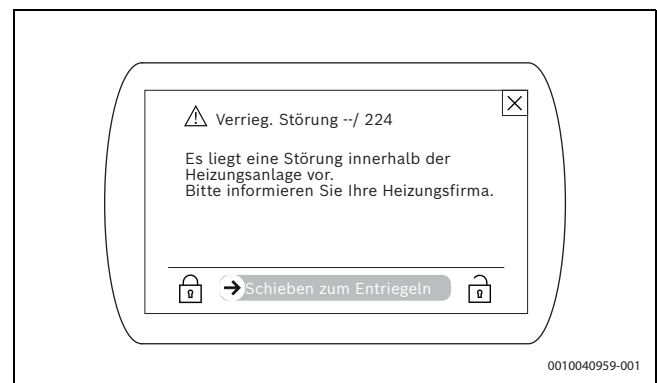 Verrieg. Störung --/ 224
Es liegt eine Störung innerhalb der
Heizungsanlage vor.
Bitte informieren Sie Ihre Heizungsfirma.
Schieben zum Entriegeln
0010040959-001